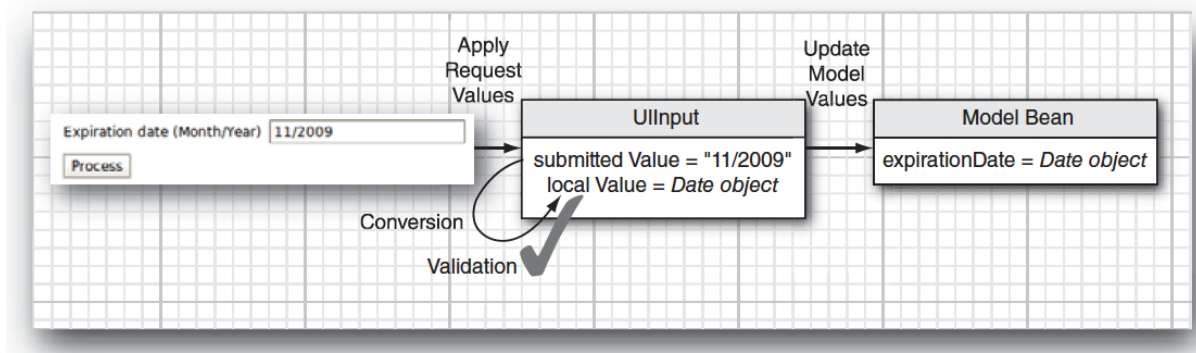 Apply
Request
Values
Update
Model
Values
Expiration date (Month/Year) 11/2009
Process
UIInput
submitted Value = "11/2009"
local Value = Date object
Model Bean
expirationDate = Date object
Conversion
Validation